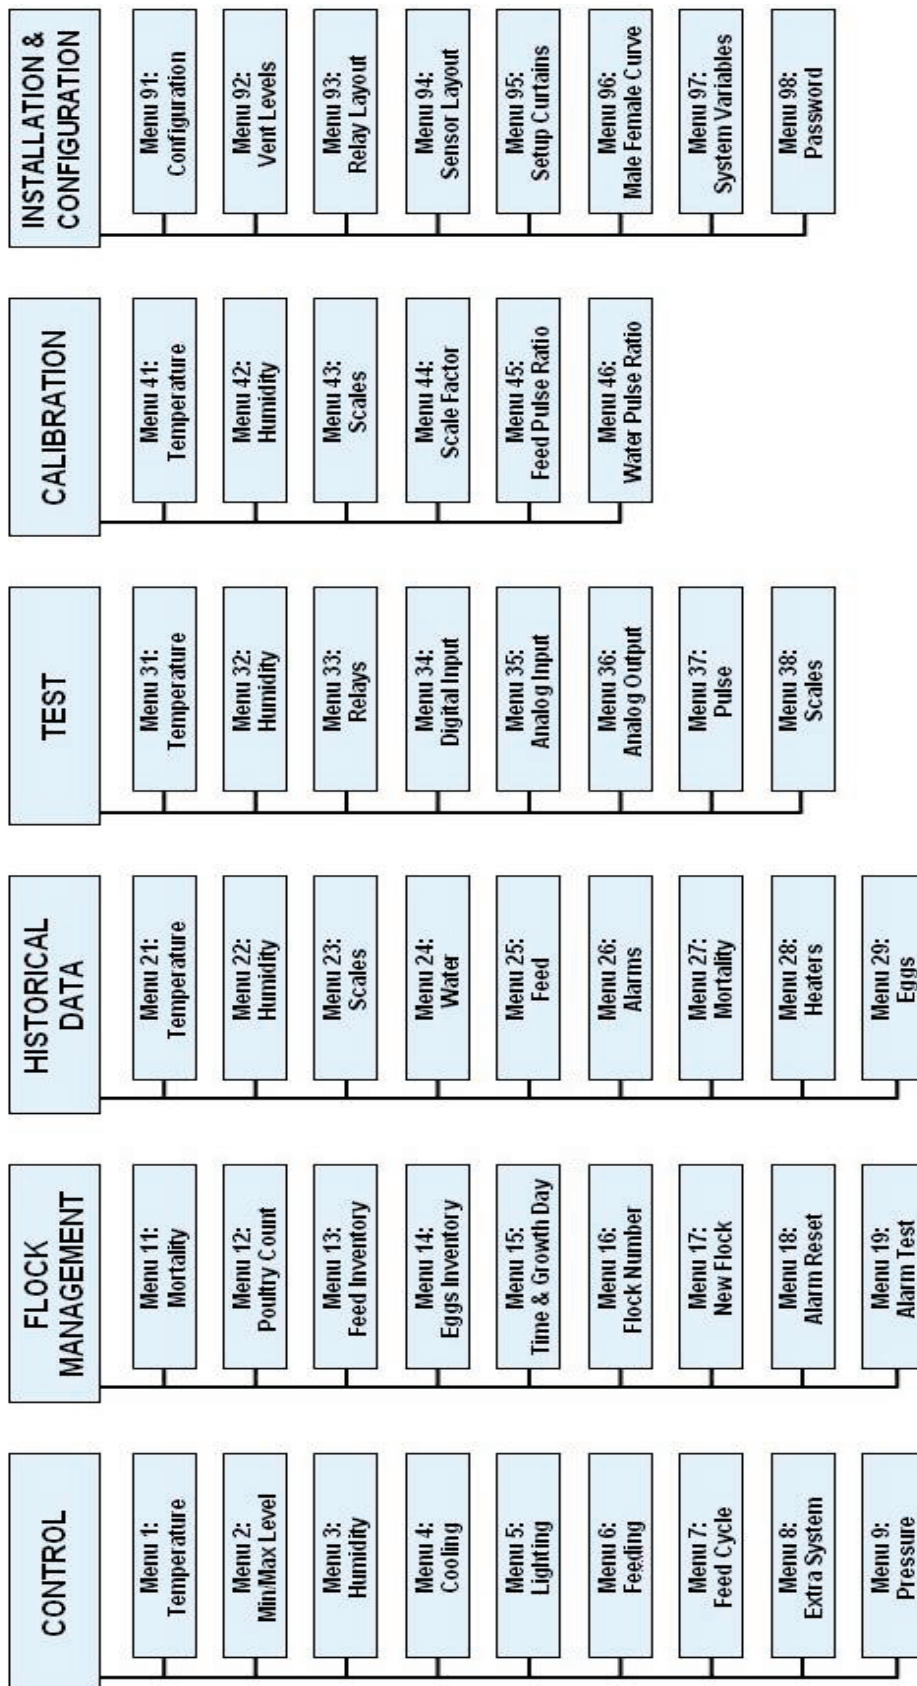 CONTROL
Menu 1:
Temperature
Menu 2:
Min/Max Level
Menu 3:
Humidity
Menu 4:
Cooling
Menu 5:
Lighting
Menu 6:
Feeding
Menu 7:
Feed Cycle
Menu 8:
Extra System
Menu 9:
Pressure
FLOCK
MANAGEMENT
Menu 11:
Mortality
Menu 12:
Poultry Count
Menu 13:
Feed Inventory
Menu 14:
Eggs Inventory
Menu 15:
Time & Growth Day
Menu 16:
Flock Number
Menu 17:
New Flock
Menu 18:
Alarm Reset
Menu 19:
Alarm Test
HISTORICAL
DATA
Menu 21:
Temperature
Menu 22:
Humidity
Menu 23:
Scales
Menu 24:
Water
Menu 25:
Feed
Menu 26:
Alarms
Menu 27:
Mortality
Menu 28:
Heaters
Menu 29:
Eggs
TEST
Menu 31:
Temperature
Menu 32:
Humidity
Menu 33:
Relays
Menu 34:
Digital Input
Menu 35:
Analog Input
Menu 36:
Analog Output
Menu 37:
Pulse
Menu 38:
Scales
CALIBRATION
Menu 41:
Temperature
Menu 42:
Humidity
Menu 43:
Scales
Menu 44:
Scale Factor
Menu 45:
Feed Pulse Ratio
Menu 46:
Water Pulse Ratio
INSTALLATION &
CONFIGURATION
Menu 91:
Configuration
Menu 92:
Vent Levels
Menu 93:
Relay Layout
Menu 94:
Sensor Layout
Menu 95:
Setup Curtains
Menu 96:
Male Female Curve
Menu 97:
System Variables
Menu 98:
Password